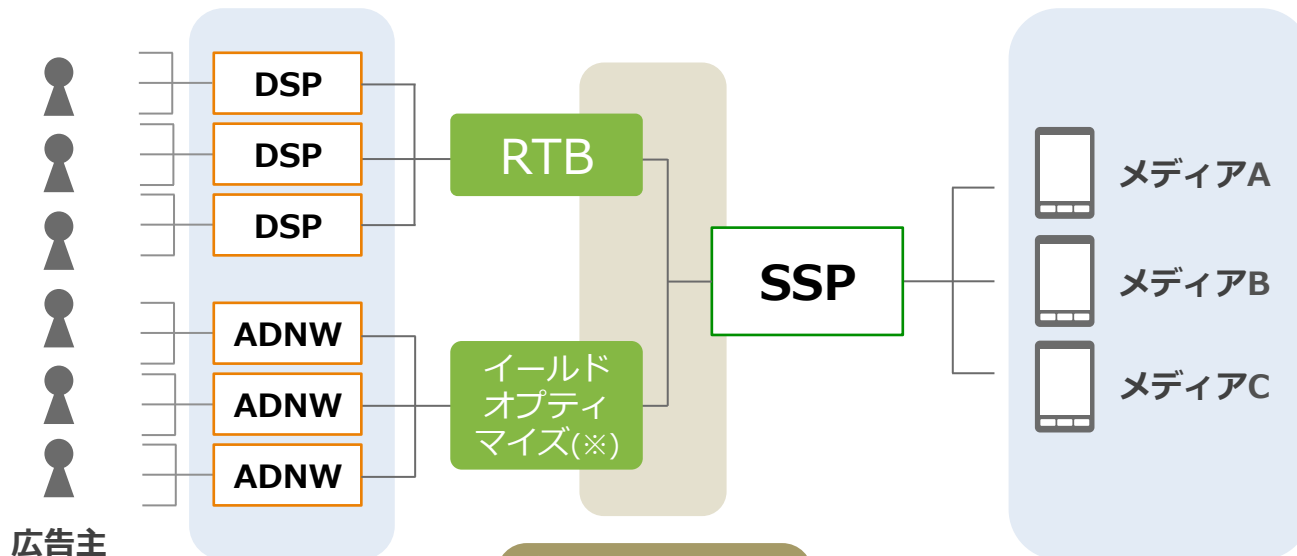 DSP
DSP
DSP
ADNW
ADNW
ADNW
広告主
RTB
イールド
オプティ
マイズ(※)
SSP
メディアA
メディアB
メディアC